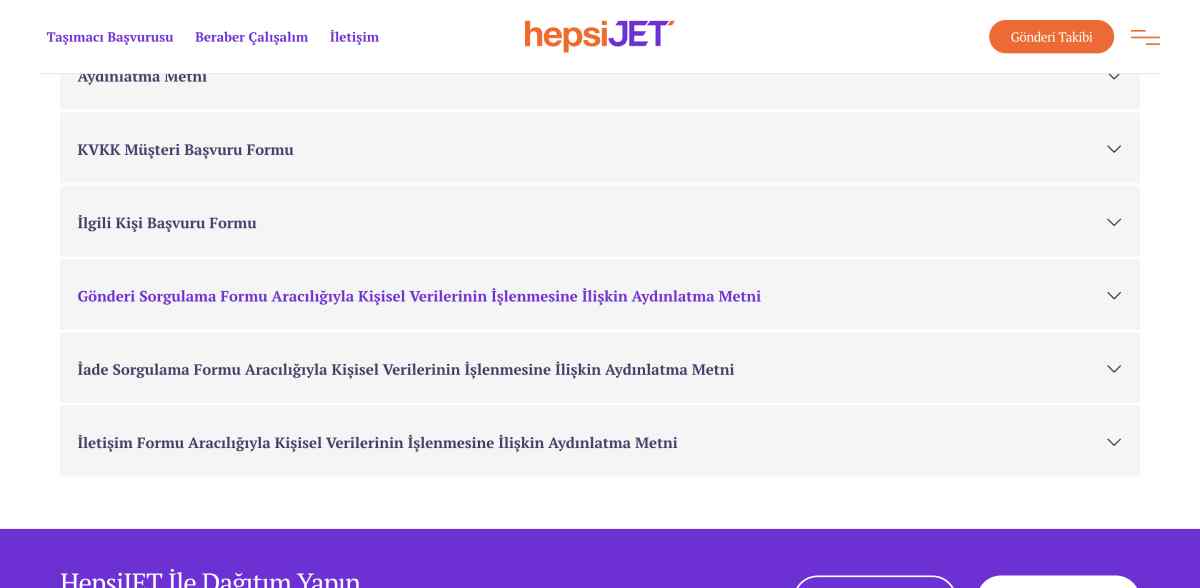 Taşımacı Başvurusu Beraber Çalışalım İletişim hepsiJET Gönderi Takibi
Aydınlatma Metni
KVKK Müşteri Başvuru Formu
İlgili Kişi Başvuru Formu
Gönderi Sorgulama Formu Aracılığıyla Kişisel Verilerinin İşlenmesine İlişkin Aydınlatma Metni
İade Sorgulama Formu Aracılığıyla Kişisel Verilerinin İşlenmesine İlişkin Aydınlatma Metni
İletişim Formu Aracılığıyla Kişisel Verilerinin İşlenmesine İlişkin Aydınlatma Metni
HepsiJET İle Dağıtım Yapın